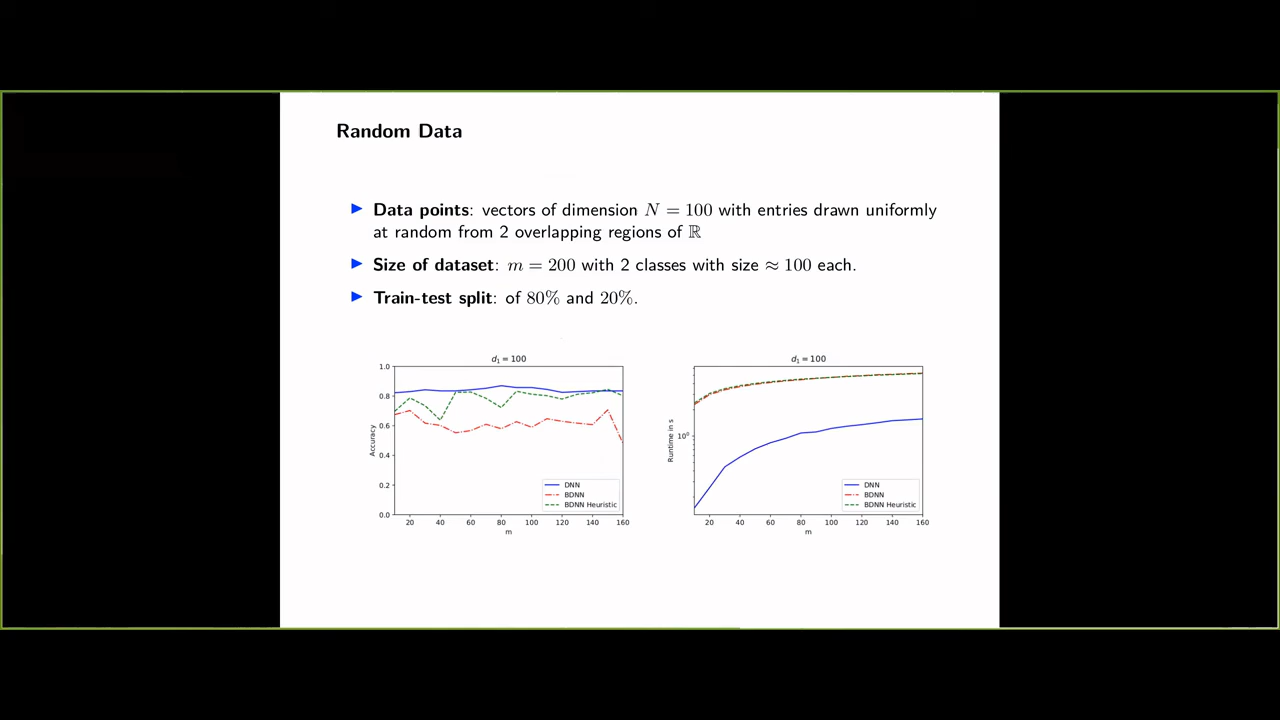 Random Data
Data points: vectors of dimension N = 100 with entries drawn uniformly
at random from 2 overlapping regions of ℝ
Size of dataset: m = 200 with 2 classes with size ≈ 100 each.
Train-test split: of 80% and 20%.
d₁ = 100
1.0
0.8
0.6
0.4
0.2
0.0
Accuracy
20 40 60 80 100 120 140 160
m
DNN
BDNN
BDNN Heuristic
d₁ = 100
10⁰
Runtime in s
20 40 60 80 100 120 140 160
m
DNN
BDNN
BDNN Heuristic